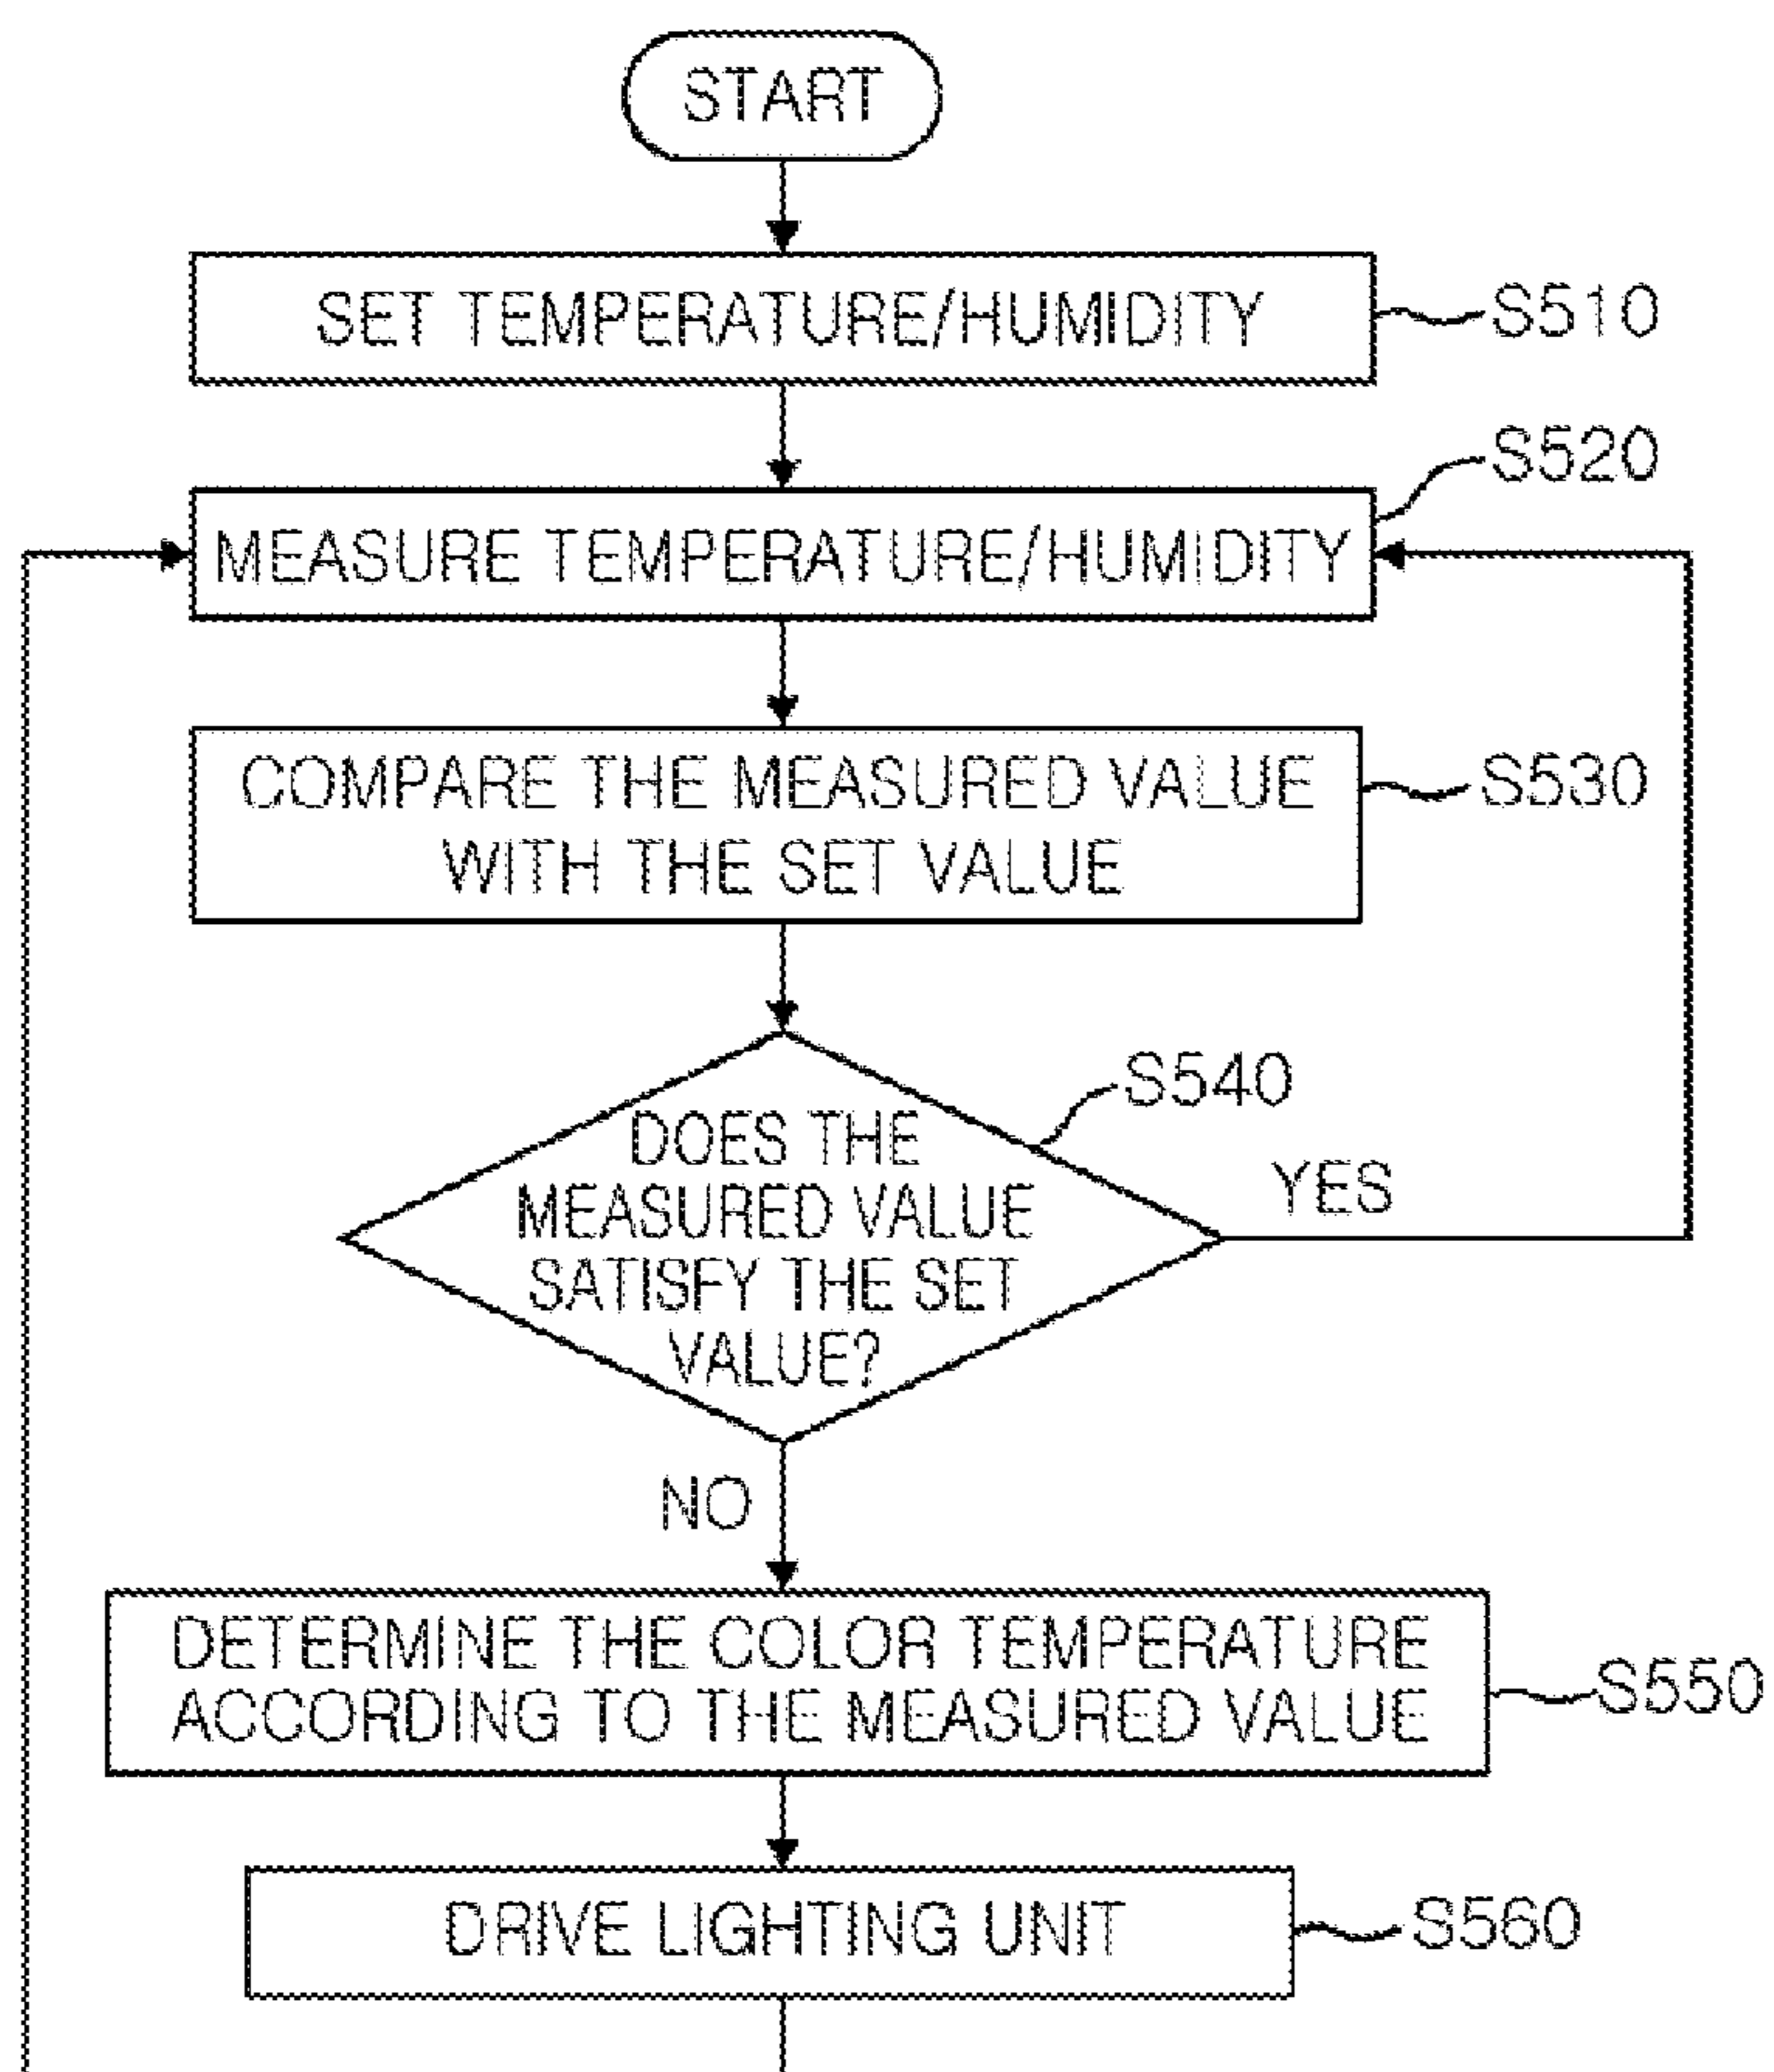 START
SET TEMPERATURE/HUMIDITY
S510
S520
MEASURE TEMPERATURE/HUMIDITY
COMPARE THE MEASURED VALUE
WITH THE SET VALUE
S530
S540
DOES THE
MEASURED VALUE
SATISFY THE SET
VALUE?
YES
NO
DETERMINE THE COLOR TEMPERATURE
ACCORDING TO THE MEASURED VALUE
S550
DRIVE LIGHTING UNIT
S560